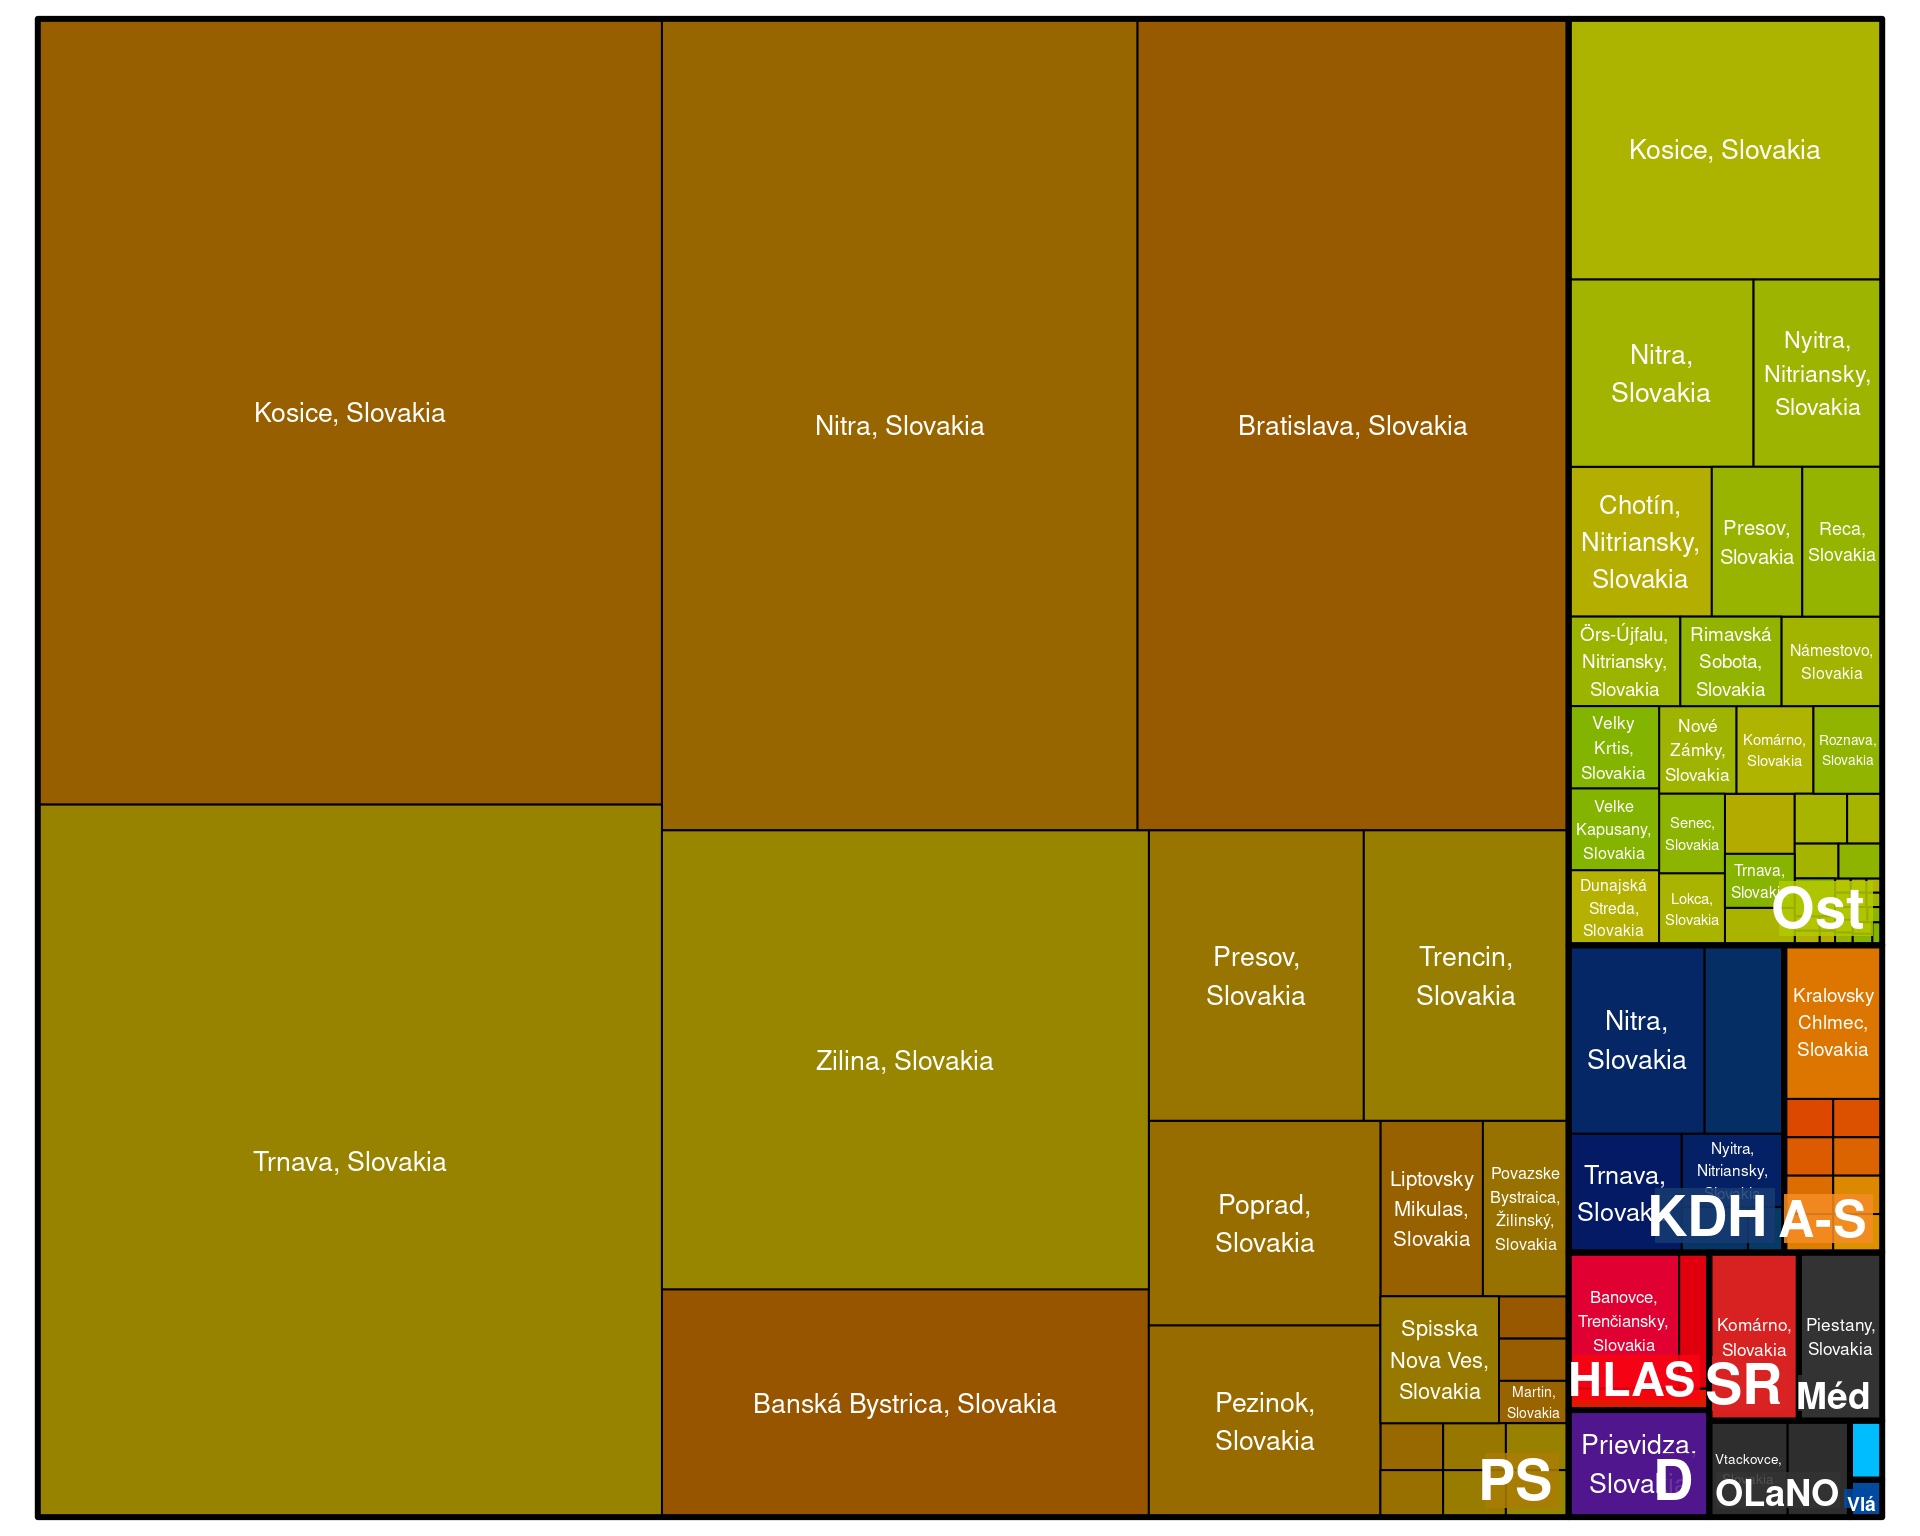 Kosice, Slovakia
Nitra, Slovakia
Bratislava, Slovakia
Trnava, Slovakia
Zilina, Slovakia
Banská Bystrica, Slovakia
Presov,
Slovakia
Trencin,
Slovakia
Poprad,
Slovakia
Liptovsky
Mikulas,
Slovakia
Povazske
Bystraica,
Žilinský,
Slovakia
Pezinok,
Slovakia
Spisska
Nova Ves,
Slovakia
Martin,
Slovakia
PS
Kosice, Slovakia
Nitra,
Slovakia
Nyitra,
Nitriansky,
Slovakia
Chotín,
Nitriansky,
Slovakia
Presov,
Slovakia
Reca,
Slovakia
Örs-Újfalu,
Nitriansky,
Slovakia
Rimavská
Sobota,
Slovakia
Námestovo,
Slovakia
Velky
Krtis,
Slovakia
Nové
Zámky,
Slovakia
Komárno,
Slovakia
Roznava,
Slovakia
Velke
Kapusany,
Slovakia
Senec,
Slovakia
Trnava,
Slovakia
Dunajská
Streda,
Slovakia
Lokca,
Slovakia
Ost
Nitra,
Slovakia
Trnava,
Slovakia
Nyitra,
Nitriansky,
Slovakia
KDH
Kralovsky
Chlmec,
Slovakia
A-S
Banovce,
Trenčiansky,
Slovakia
HLAS
Komárno,
Slovakia
SR
Piestany,
Slovakia
Méd
Prievidza,
Slovakia
D
Vtackovce,
Slovakia
OLaNO
Vlá